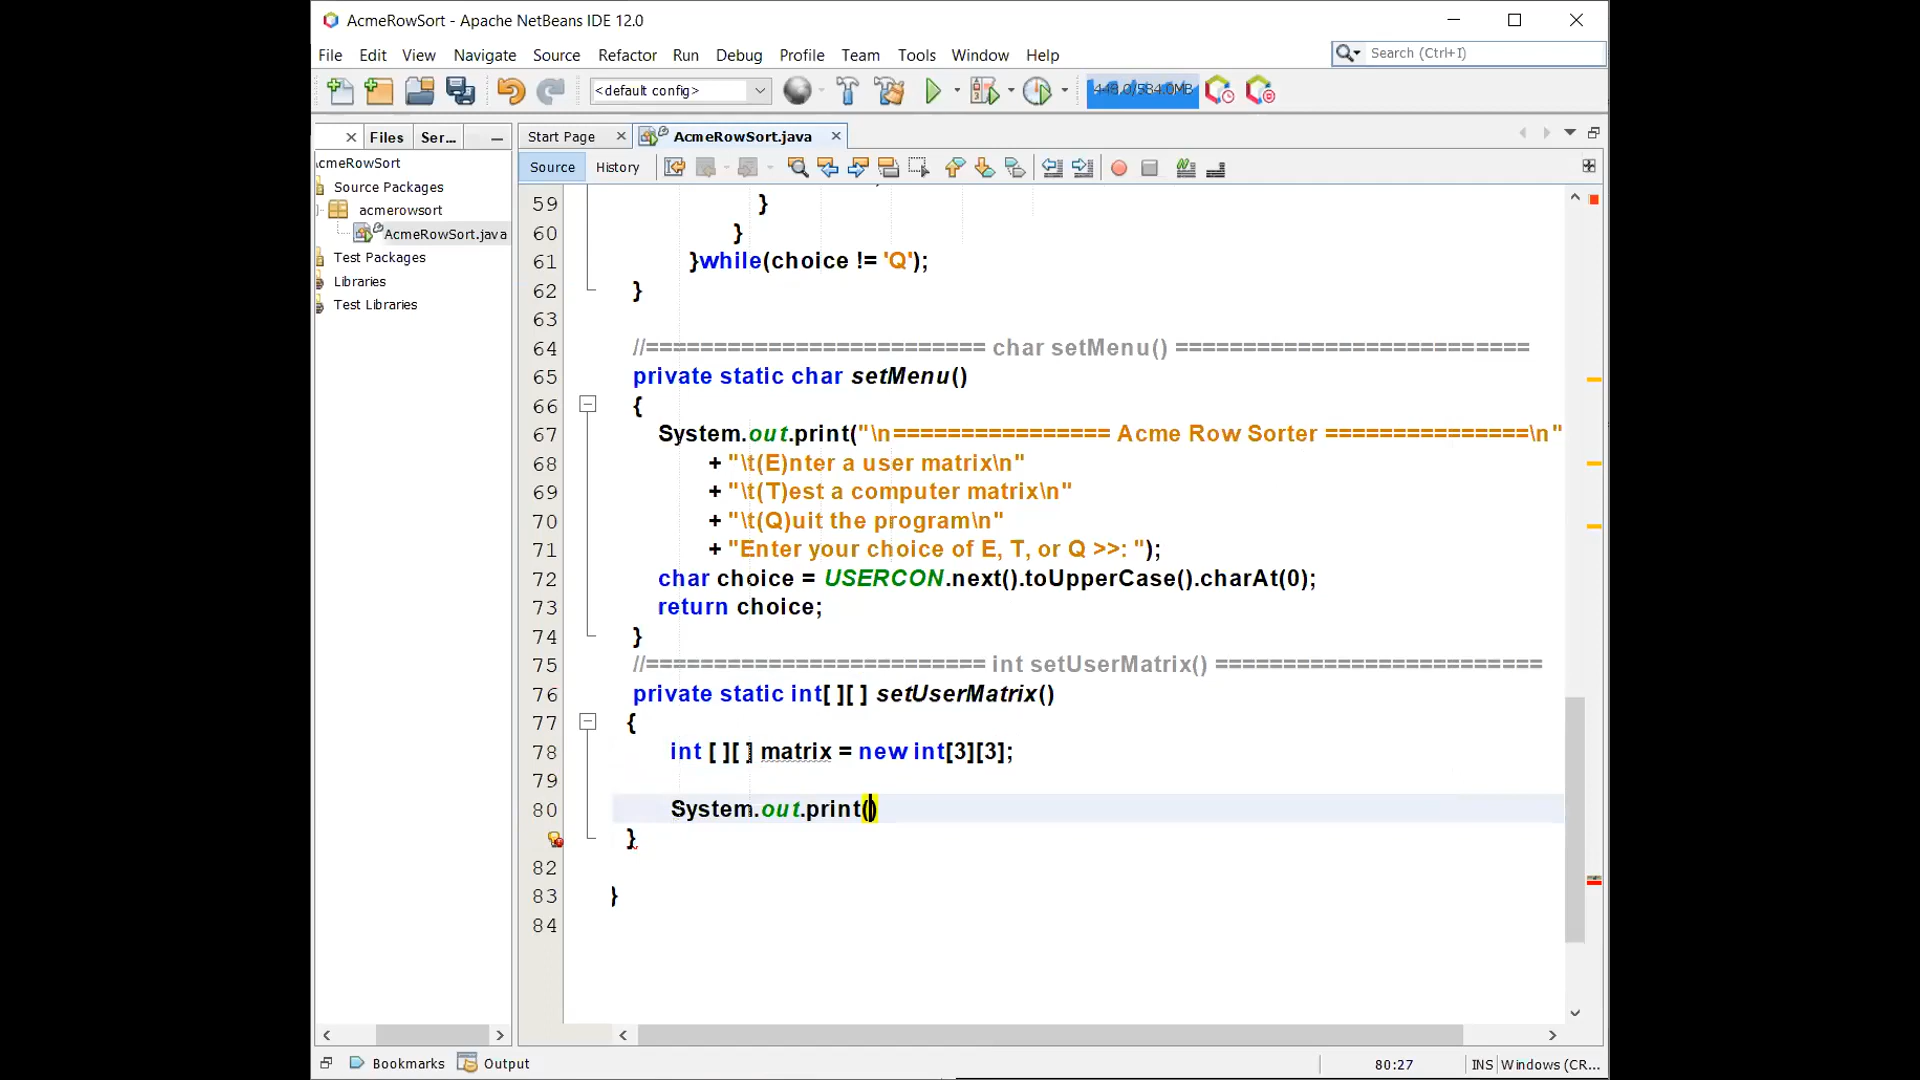 AcmeRowSort - Apache NetBeans IDE 12.0
File Edit View Navigate Source Refactor Run Debug Profile Team Tools Window Help
Search (Ctrl+I)
<default config>
Files Ser...
Start Page AcmeRowSort.java
cmeRowSort
Source Packages
acmerowsort
AcmeRowSort.java
Test Packages
Libraries
Test Libraries
Source History
59 }
60 }
61 }while(choice != 'Q');
62 }
63
64 //========================= char setMenu() ==========================
65 private static char setMenu()
66 {
67 System.out.print("\n================ Acme Row Sorter ===============\n"
68 + "\t(E)nter a user matrix\n"
69 + "\t(T)est a computer matrix\n"
70 + "\t(Q)uit the program\n"
71 + "Enter your choice of E, T, or Q >>: ");
72 char choice = USERCON.next().toUpperCase().charAt(0);
73 return choice;
74 }
75 //========================= int setUserMatrix() ========================
76 private static int[ ][ ] setUserMatrix()
77 {
78 int [ ][ ] matrix = new int[3][3];
79
80 System.out.print()
}
82
83 }
84
Bookmarks Output
80:27 INS Windows (CR...